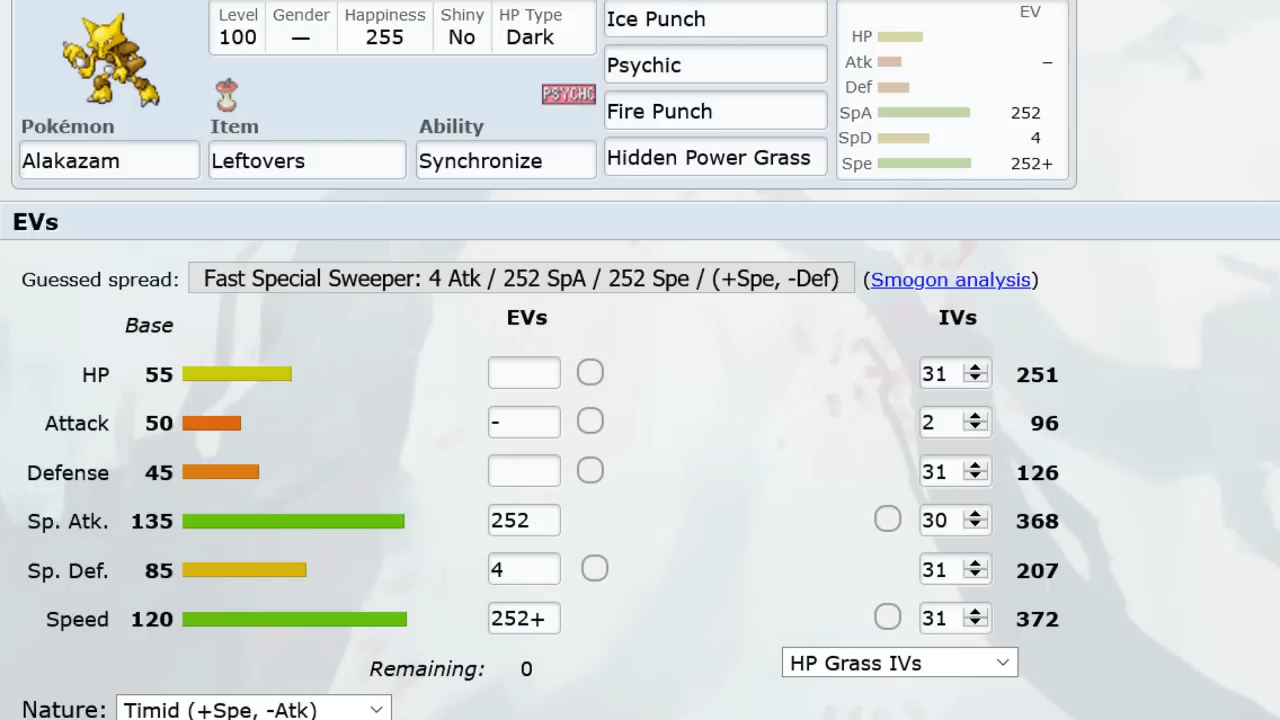 Level Gender Happiness Shiny HP Type
100 — 255 No Dark
Ice Punch
Psychic
Fire Punch
Hidden Power Grass
EV
HP
Atk –
Def
SpA 252
SpD 4
Spe 252+
PSYCHC
Pokémon Item Ability
Alakazam Leftovers Synchronize
EVs
Guessed spread: Fast Special Sweeper: 4 Atk / 252 SpA / 252 Spe / (+Spe, -Def) (Smogon analysis)
Base EVs IVs
HP 55 31 251
Attack 50 - 2 96
Defense 45 31 126
Sp. Atk. 135 252 30 368
Sp. Def. 85 4 31 207
Speed 120 252+ 31 372
Remaining: 0 HP Grass IVs
Nature: Timid (+Spe, -Atk)